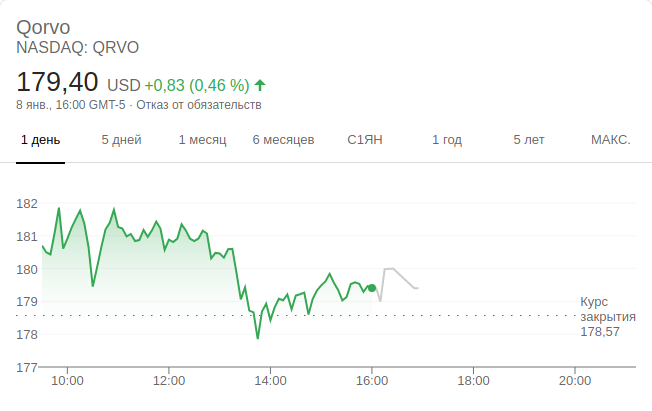 Qorvo
NASDAQ: QRVO
179,40 USD +0,83 (0,46 %)
8 янв., 16:00 GMT-5 · Отказ от обязательств
1 день 5 дней 1 месяц 6 месяцев С1ЯН 1 год 5 лет МАКС.
182
181
180
179
178
177
Курс
закрытия
178,57
10:00 12:00 14:00 16:00 18:00 20:00